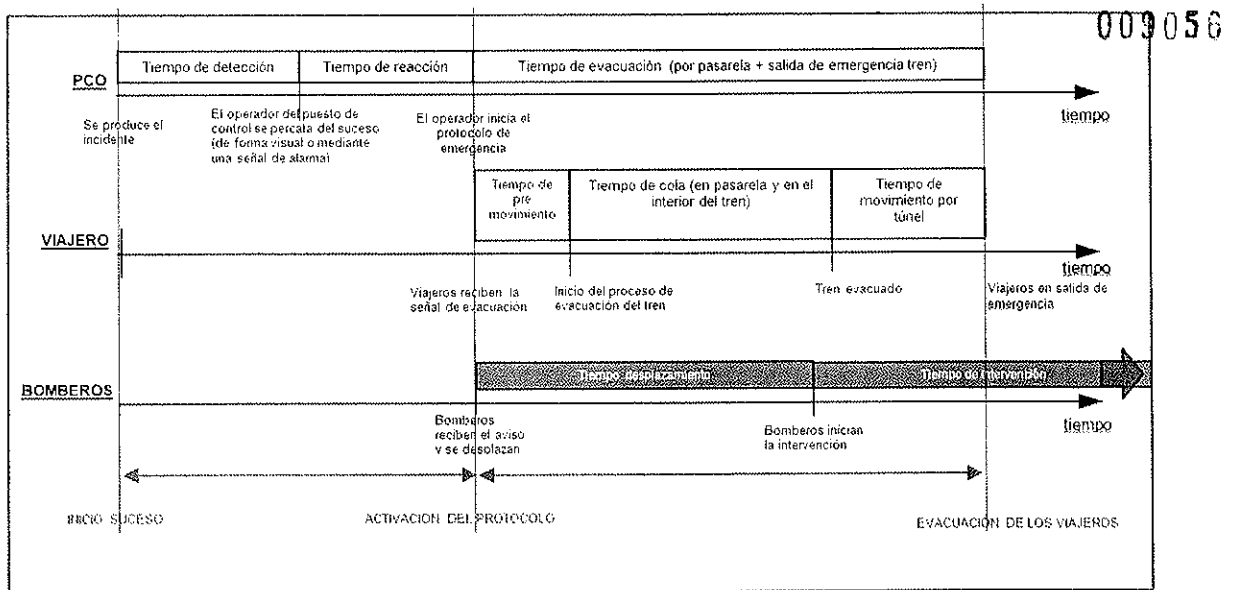 009056
Tiempo de detección
Tiempo de reacción
Tiempo de evacuación (por pasarela + salida de emergencia tren)
PCO
tiempo
Se produce el
incidente
El operador del puesto de
control se percata del suceso
(de forma visual o mediante
una señal de alarma)
El operador inicia el
protocolo de
emergencia
Tiempo de
pre
movimiento
Tiempo de cola (en pasarela y en el
interior del tren)
Tiempo de
movimiento por
túnel
VIAJERO
tiempo
Viajeros reciben la
señal de evacuación
Inicio del proceso de
evacuación del tren
Tren evacuado
Viajeros en salida de
emergencia
Tiempo desplazamiento
Tiempo de intervención
BOMBEROS
tiempo
Bomberos
reciben el aviso
y se desplazan
Bomberos inician
la intervención
INICIO SUCESO
ACTIVACION DEL PROTOCOLO
EVACUACIÓN DE LOS VIAJEROS